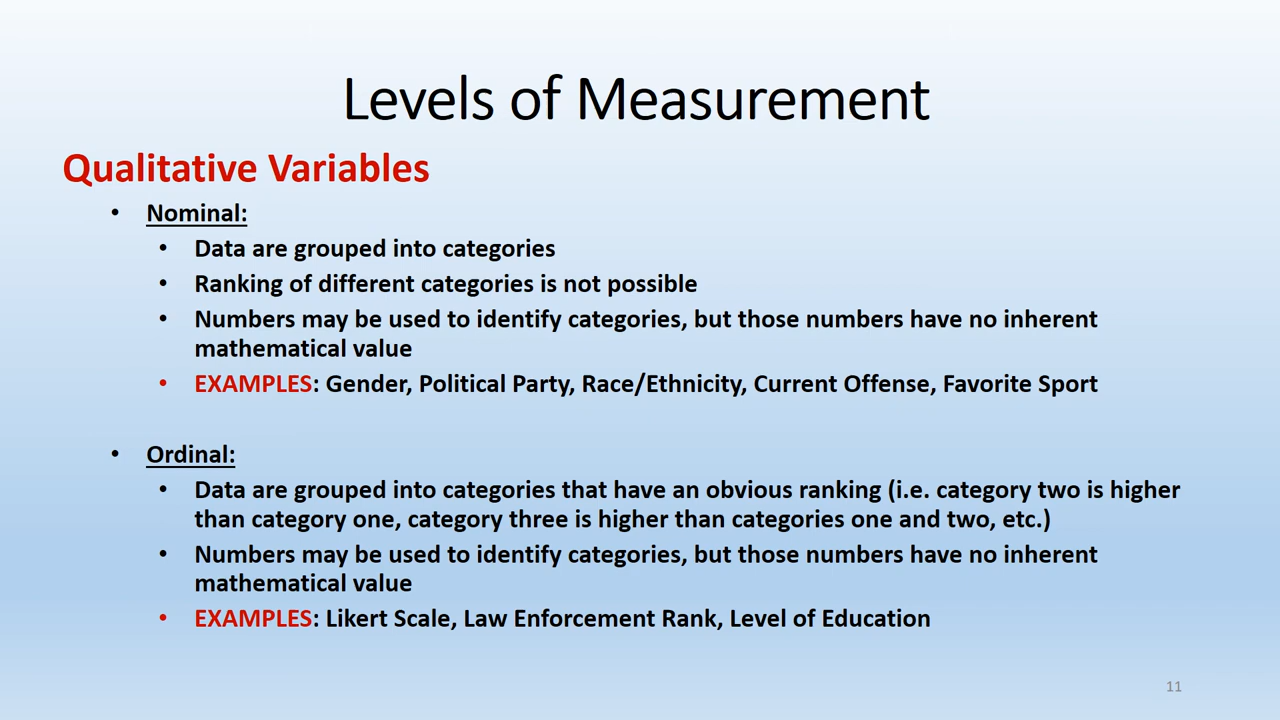 Levels of Measurement
Qualitative Variables
• Nominal:
• Data are grouped into categories
• Ranking of different categories is not possible
• Numbers may be used to identify categories, but those numbers have no inherent
mathematical value
• EXAMPLES: Gender, Political Party, Race/Ethnicity, Current Offense, Favorite Sport
• Ordinal:
• Data are grouped into categories that have an obvious ranking (i.e. category two is higher
than category one, category three is higher than categories one and two, etc.)
• Numbers may be used to identify categories, but those numbers have no inherent
mathematical value
• EXAMPLES: Likert Scale, Law Enforcement Rank, Level of Education
11